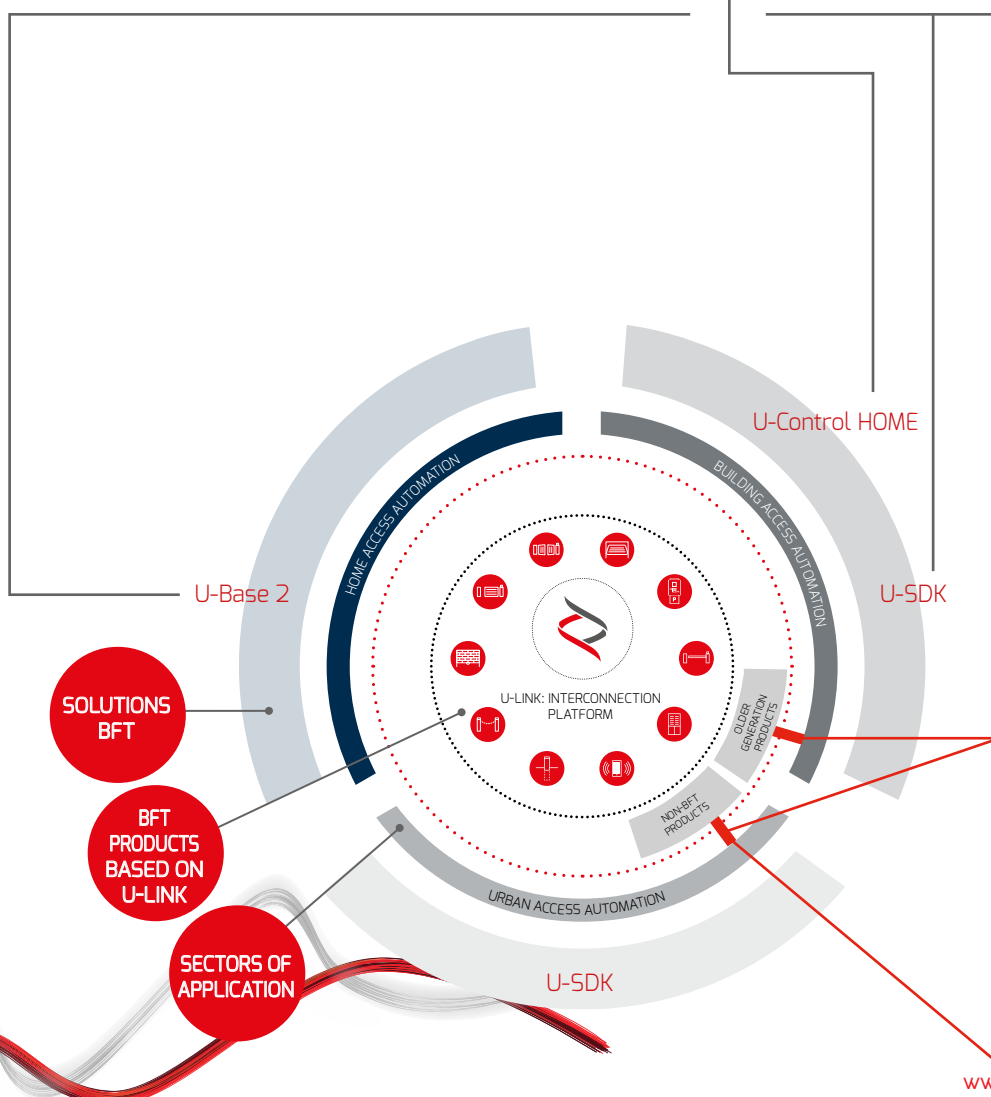 U-Control HOME
HOME ACCESS AUTOMATION
BUILDING ACCESS AUTOMATION
U-Base 2
U-SDK
P
SOLUTIONS
BFT
U-LINK: INTERCONNECTION
PLATFORM
OLDER
GENERATION
PRODUCTS
NON-BFT
PRODUCTS
BFT
PRODUCTS
BASED ON
U-LINK
URBAN ACCESS AUTOMATION
SECTORS OF
APPLICATION
U-SDK